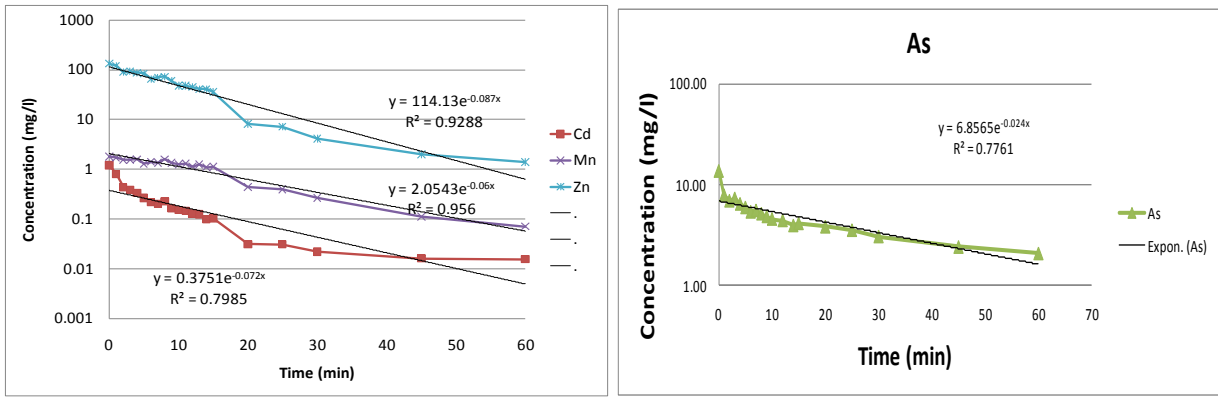 1000
100
10
1
0.1
0.01
0.001
Concentration (mg/l)
0 10 20 30 40 50 60
Time (min)
y = 114.13e^-0.087x
R² = 0.9288
y = 2.0543e^-0.06x
R² = 0.956
y = 0.3751e^-0.072x
R² = 0.7985
Cd
Mn
Zn
.
.
.
As
100.00
10.00
1.00
Concentration (mg/l)
0 10 20 30 40 50 60 70
Time (min)
y = 6.8565e^-0.024x
R² = 0.7761
As
Expon. (As)